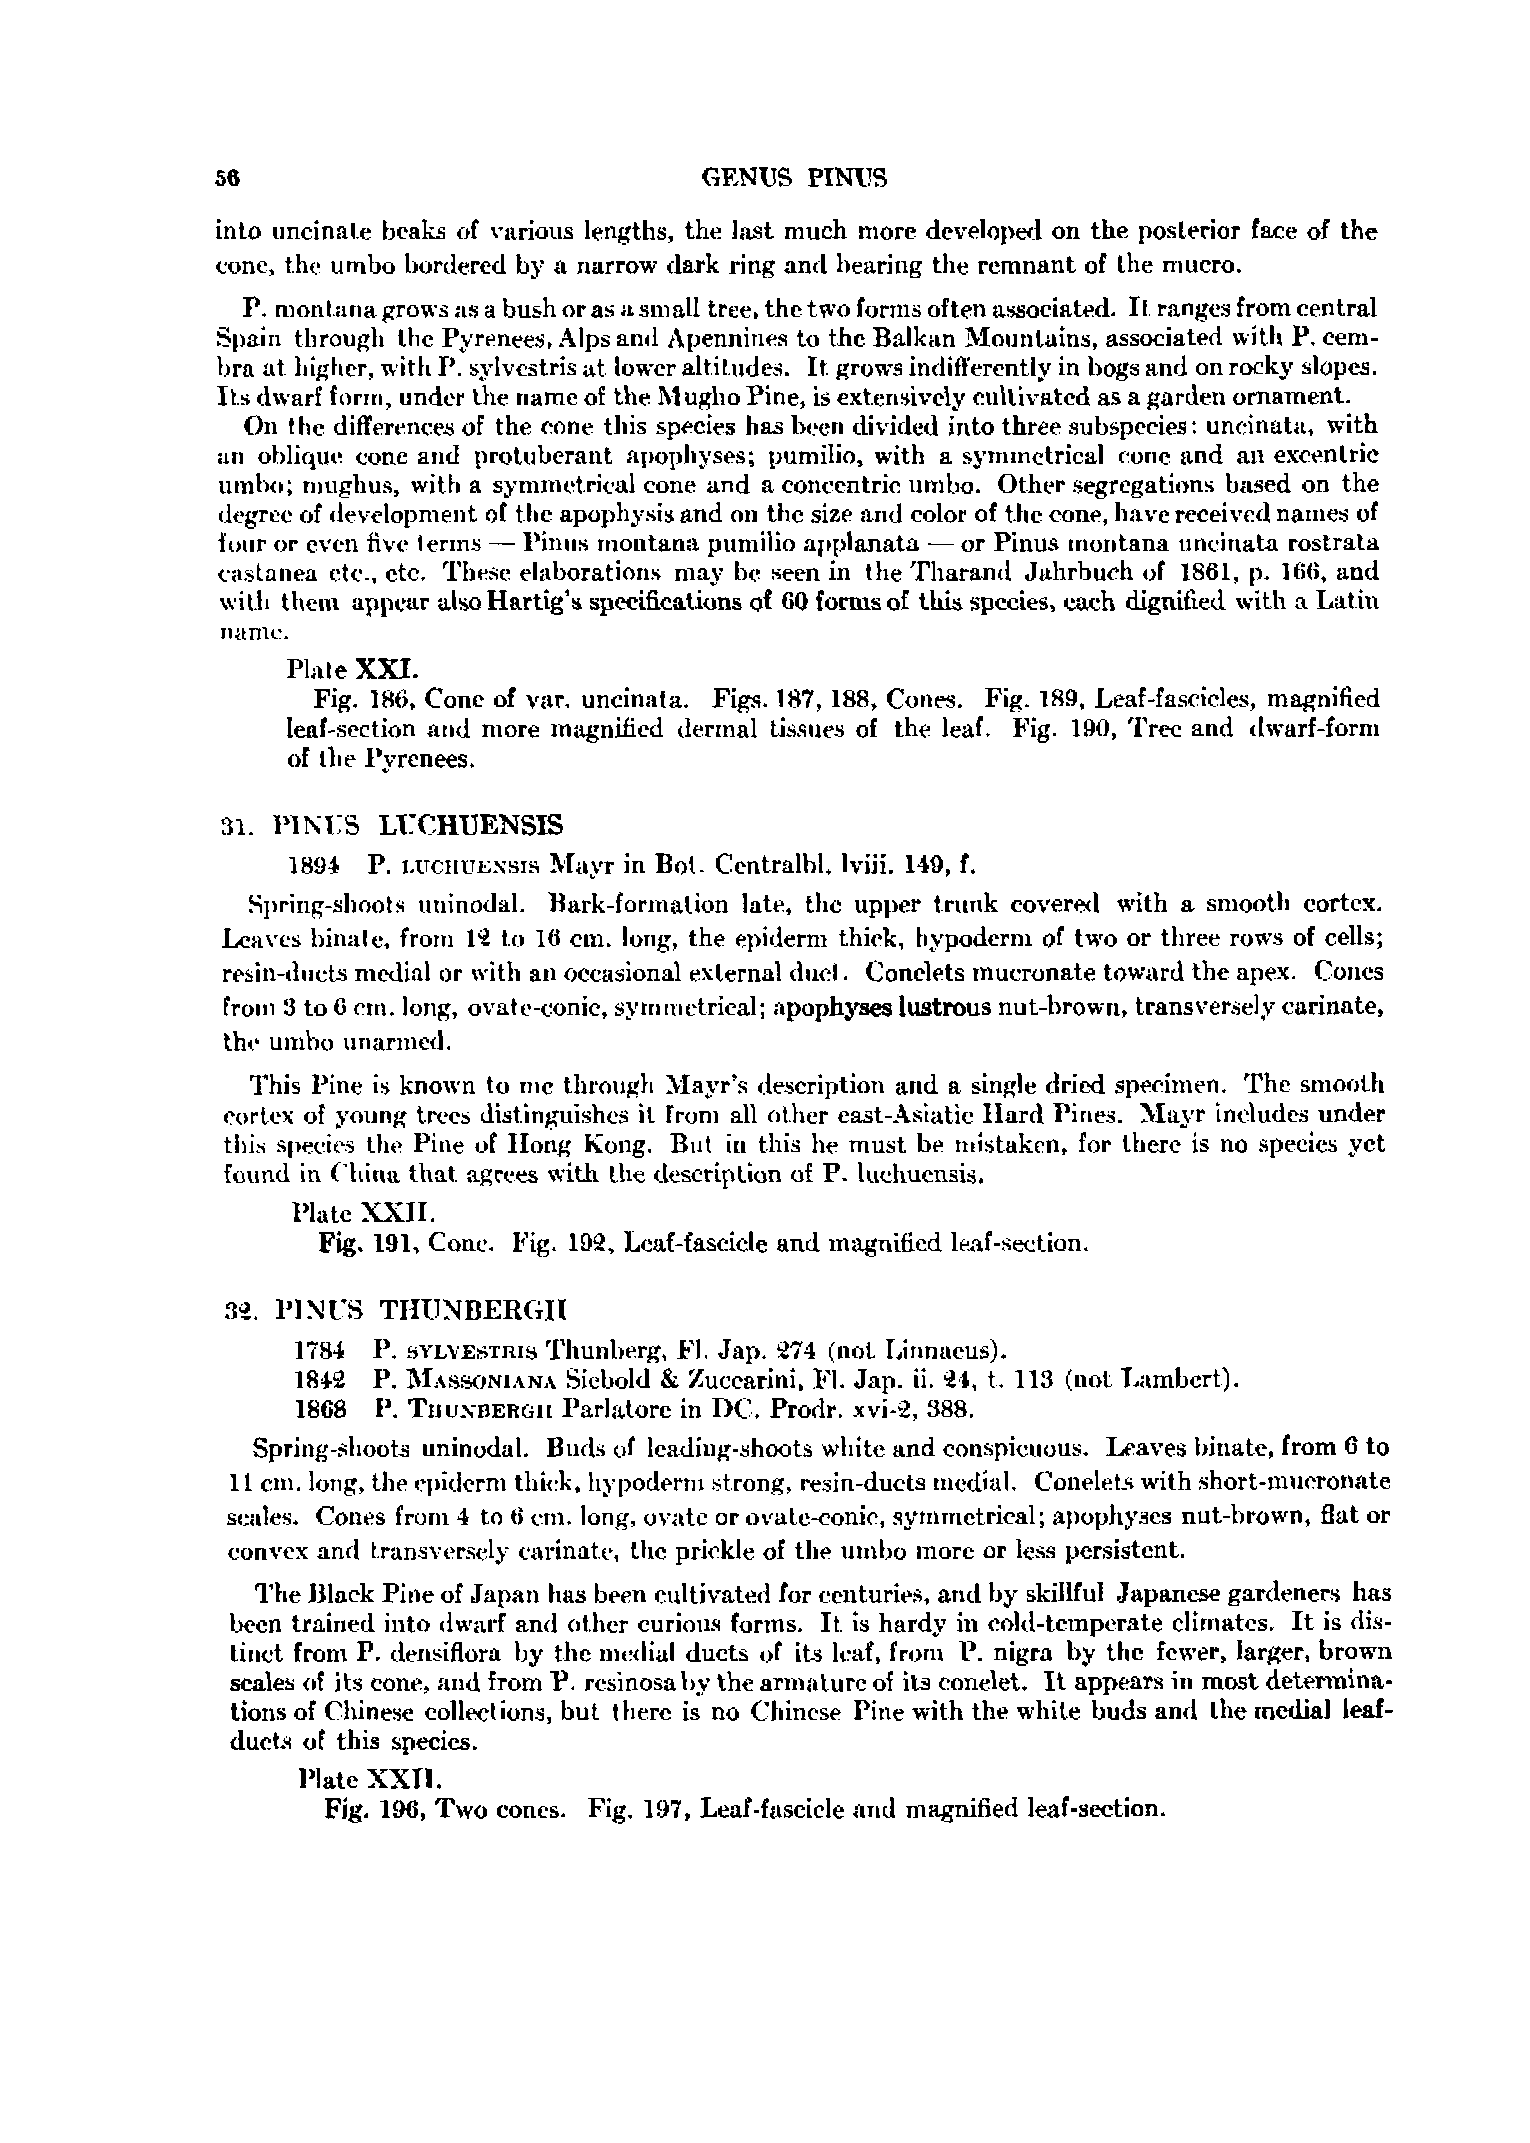 56 GENUS PINUS
into uncinate beaks of various lengths, the last much more developed on the posterior face of the
cone, the umbo bordered by a narrow dark ring and bearing the remnant of the mucro.
P. montana grows as a bush or as a small tree, the two forms often associated. It ranges from central
Spain through the Pyrenees, Alps and Apennines to the Balkan Mountains, associated with P. cem-
bra at higher, with P. sylvestris at lower altitudes. It grows indifferently in bogs and on rocky slopes.
Its dwarf form, under the name of the Mugho Pine, is extensively cultivated as a garden ornament.
On the differences of the cone this species has been divided into three subspecies: uncinata, with
an oblique cone and protuberant apophyses; pumilio, with a symmetrical cone and an excentric
umbo; mughus, with a symmetrical cone and a concentric umbo. Other segregations based on the
degree of development of the apophysis and on the size and color of the cone, have received names of
four or even five terms — Pinus montana pumilio applanata — or Pinus montana uncinata rostrata
castanea etc., etc. These elaborations may be seen in the Tharand Jahrbuch of 1861, p. 166, and
with them appear also Hartig's specifications of 60 forms of this species, each dignified with a Latin
name.
Plate XXI.
Fig. 186, Cone of var. uncinata. Figs. 187, 188, Cones. Fig. 189, Leaf-fascicles, magnified
leaf-section and more magnified dermal tissues of the leaf. Fig. 190, Tree and dwarf-form
of the Pyrenees.
31. PINUS LUCHUENSIS
1894 P. LUCHUENSIS Mayr in Bot. Centralbl. lviii. 149, f.
Spring-shoots uninodal. Bark-formation late, the upper trunk covered with a smooth cortex.
Leaves binate, from 12 to 16 cm. long, the epiderm thick, hypoderm of two or three rows of cells;
resin-ducts medial or with an occasional external duct. Conelets mucronate toward the apex. Cones
from 3 to 6 cm. long, ovate-conic, symmetrical; apophyses lustrous nut-brown, transversely carinate,
the umbo unarmed.
This Pine is known to me through Mayr's description and a single dried specimen. The smooth
cortex of young trees distinguishes it from all other east-Asiatic Hard Pines. Mayr includes under
this species the Pine of Hong Kong. But in this he must be mistaken, for there is no species yet
found in China that agrees with the description of P. luchuensis.
Plate XXII.
Fig. 191, Cone. Fig. 192, Leaf-fascicle and magnified leaf-section.
32. PINUS THUNBERGII
1784 P. SYLVESTRIS Thunberg, Fl. Jap. 274 (not Linnaeus).
1842 P. MASSONIANA Siebold & Zuccarini, Fl. Jap. ii. 24, t. 113 (not Lambert).
1868 P. THUNBERGII Parlatore in DC. Prodr. xvi-2, 388.
Spring-shoots uninodal. Buds of leading-shoots white and conspicuous. Leaves binate, from 6 to
11 cm. long, the epiderm thick, hypoderm strong, resin-ducts medial. Conelets with short-mucronate
scales. Cones from 4 to 6 cm. long, ovate or ovate-conic, symmetrical; apophyses nut-brown, flat or
convex and transversely carinate, the prickle of the umbo more or less persistent.
The Black Pine of Japan has been cultivated for centuries, and by skillful Japanese gardeners has
been trained into dwarf and other curious forms. It is hardy in cold-temperate climates. It is dis-
tinct from P. densiflora by the medial ducts of its leaf, from P. nigra by the fewer, larger, brown
scales of its cone, and from P. resinosa by the armature of its conelet. It appears in most determina-
tions of Chinese collections, but there is no Chinese Pine with the white buds and the medial leaf-
ducts of this species.
Plate XXII.
Fig. 196, Two cones. Fig. 197, Leaf-fascicle and magnified leaf-section.